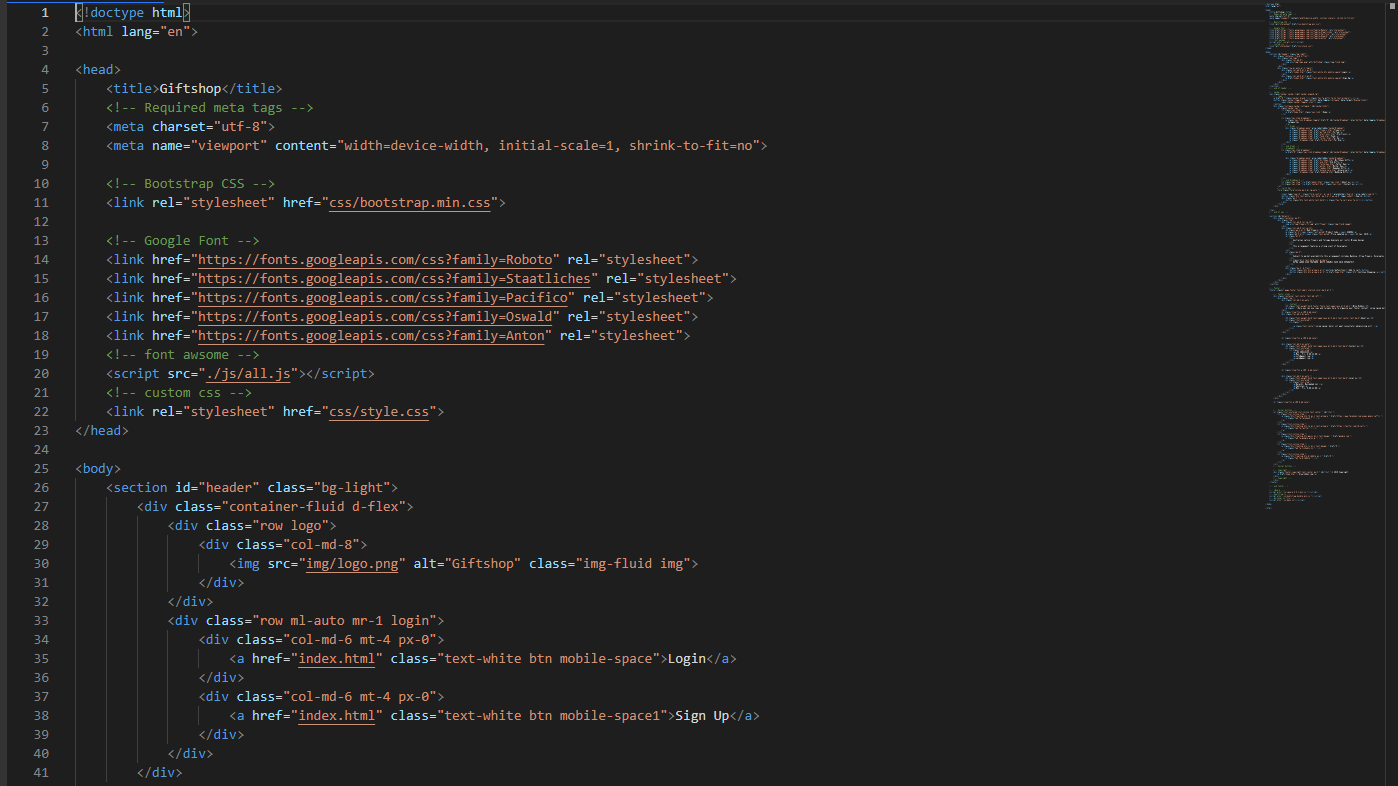 1 <!doctype html>
2 <html lang="en">
3
4 <head>
5 <title>Giftshop</title>
6 <!-- Required meta tags -->
7 <meta charset="utf-8">
8 <meta name="viewport" content="width=device-width, initial-scale=1, shrink-to-fit=no">
9
10 <!-- Bootstrap CSS -->
11 <link rel="stylesheet" href="css/bootstrap.min.css">
12
13 <!-- Google Font -->
14 <link href="https://fonts.googleapis.com/css?family=Roboto" rel="stylesheet">
15 <link href="https://fonts.googleapis.com/css?family=Staatliches" rel="stylesheet">
16 <link href="https://fonts.googleapis.com/css?family=Pacifico" rel="stylesheet">
17 <link href="https://fonts.googleapis.com/css?family=Oswald" rel="stylesheet">
18 <link href="https://fonts.googleapis.com/css?family=Anton" rel="stylesheet">
19 <!-- font awsome -->
20 <script src="./js/all.js"></script>
21 <!-- custom css -->
22 <link rel="stylesheet" href="css/style.css">
23 </head>
24
25 <body>
26 <section id="header" class="bg-light">
27 <div class="container-fluid d-flex">
28 <div class="row logo">
29 <div class="col-md-8">
30 <img src="img/logo.png" alt="Giftshop" class="img-fluid img">
31 </div>
32 </div>
33 <div class="row ml-auto mr-1 login">
34 <div class="col-md-6 mt-4 px-0">
35 <a href="index.html" class="text-white btn mobile-space">Login</a>
36 </div>
37 <div class="col-md-6 mt-4 px-0">
38 <a href="index.html" class="text-white btn mobile-space1">Sign Up</a>
39 </div>
40 </div>
41 </div>